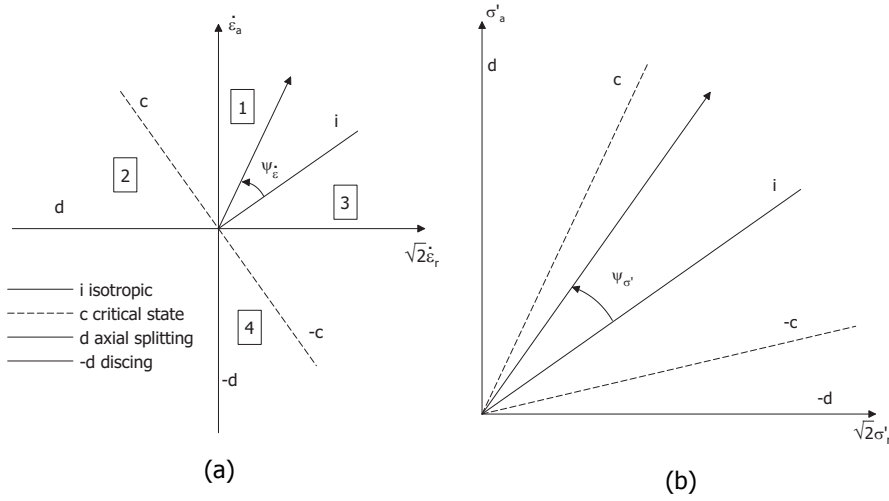 ε̇a
c
1
i
ψε̇
2
3
d
√2ε̇r
i isotropic
c critical state
d axial splitting
-d discing
4
-c
-d
(a)
σ'a
d
c
i
ψσ'
-c
-d
√2σ'r
(b)